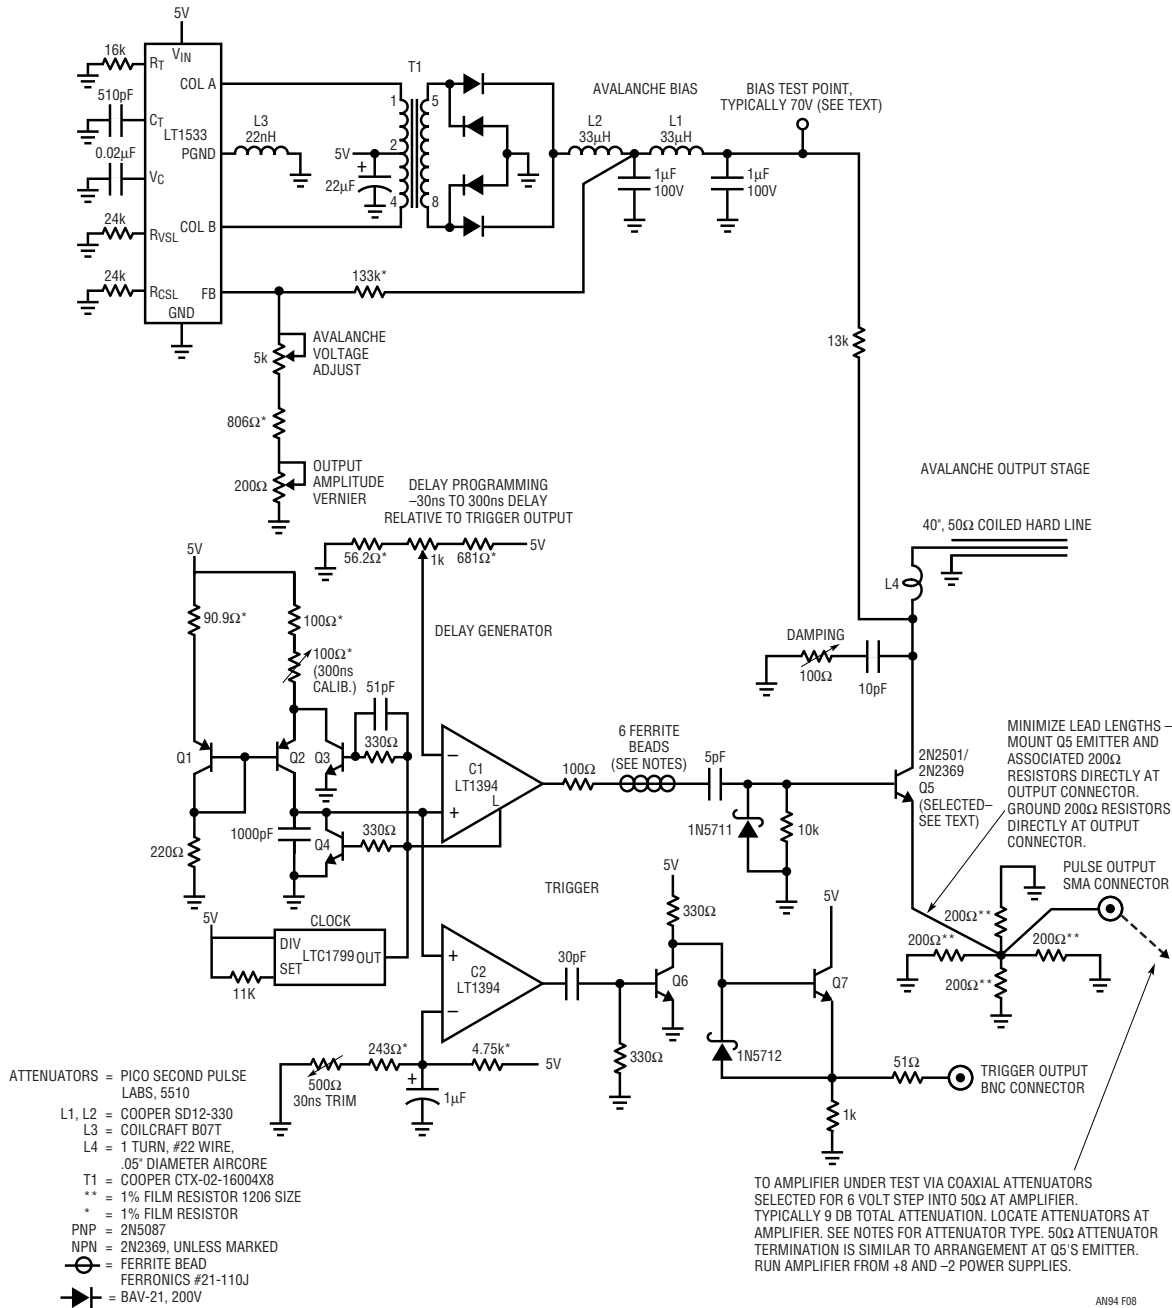 5V
16k
RT
VIN
COL A
T1
1
5
AVALANCHE BIAS
BIAS TEST POINT,
TYPICALLY 70V (SEE TEXT)
510pF
CT
LT1533
L3
22nH
PGND
5V
2
L2
33µH
L1
33µH
0.02µF
VC
+
22µF
1µF
100V
1µF
100V
4
8
24k
RVSL
COL B
24k
RCSL
FB
133k*
GND
5k
AVALANCHE
VOLTAGE
ADJUST
13k
806Ω*
200Ω
OUTPUT
AMPLITUDE
VERNIER
DELAY PROGRAMMING
–30ns TO 300ns DELAY
RELATIVE TO TRIGGER OUTPUT
AVALANCHE OUTPUT STAGE
40", 50Ω COILED HARD LINE
5V
56.2Ω*
1k
681Ω*
5V
L4
90.9Ω*
100Ω*
DELAY GENERATOR
DAMPING
100Ω*
(300ns
CALIB.)
100Ω
10pF
51pF
330Ω
Q1
Q2
Q3
–
C1
LT1394
+
L
6 FERRITE
BEADS
(SEE NOTES)
100Ω
5pF
2N2501/
2N2369
Q5
(SELECTED–
SEE TEXT)
MINIMIZE LEAD LENGTHS –
MOUNT Q5 EMITTER AND
ASSOCIATED 200Ω
RESISTORS DIRECTLY AT
OUTPUT CONNECTOR.
GROUND 200Ω RESISTORS
DIRECTLY AT OUTPUT
CONNECTOR.
1000pF
330Ω
Q4
220Ω
1N5711
10k
TRIGGER
5V
330Ω
5V
PULSE OUTPUT
SMA CONNECTOR
200Ω**
200Ω**
200Ω**
200Ω**
5V
CLOCK
DIV
SET
LTC1799
OUT
11K
+
C2
LT1394
–
30pF
Q6
Q7
330Ω
1N5712
51Ω
TRIGGER OUTPUT
BNC CONNECTOR
1k
500Ω
30ns TRIM
243Ω*
4.75k*
5V
+
1µF
ATTENUATORS = PICO SECOND PULSE
LABS, 5510
L1, L2 = COOPER SD12-330
L3 = COILCRAFT B07T
L4 = 1 TURN, #22 WIRE,
.05" DIAMETER AIRCORE
T1 = COOPER CTX-02-16004X8
** = 1% FILM RESISTOR 1206 SIZE
* = 1% FILM RESISTOR
PNP = 2N5087
NPN = 2N2369, UNLESS MARKED
= FERRITE BEAD
FERRONICS #21-110J
= BAV-21, 200V
TO AMPLIFIER UNDER TEST VIA COAXIAL ATTENUATORS
SELECTED FOR 6 VOLT STEP INTO 50Ω AT AMPLIFIER.
TYPICALLY 9 DB TOTAL ATTENUATION. LOCATE ATTENUATORS AT
AMPLIFIER. SEE NOTES FOR ATTENUATOR TYPE. 50Ω ATTENUATOR
TERMINATION IS SIMILAR TO ARRANGEMENT AT Q5'S EMITTER.
RUN AMPLIFIER FROM +8 AND –2 POWER SUPPLIES.
AN94 F08